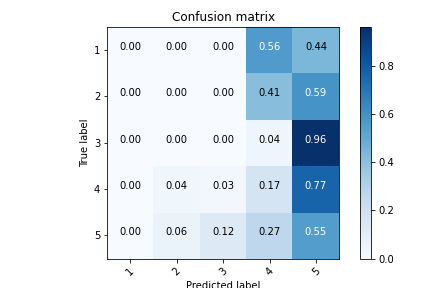 Confusion matrix
1 0.00 0.00 0.00 0.56 0.44
2 0.00 0.00 0.00 0.41 0.59
3 0.00 0.00 0.00 0.04 0.96
4 0.00 0.04 0.03 0.17 0.77
5 0.00 0.06 0.12 0.27 0.55
1 2 3 4 5
True label
Predicted label
0.8
0.6
0.4
0.2
0.0